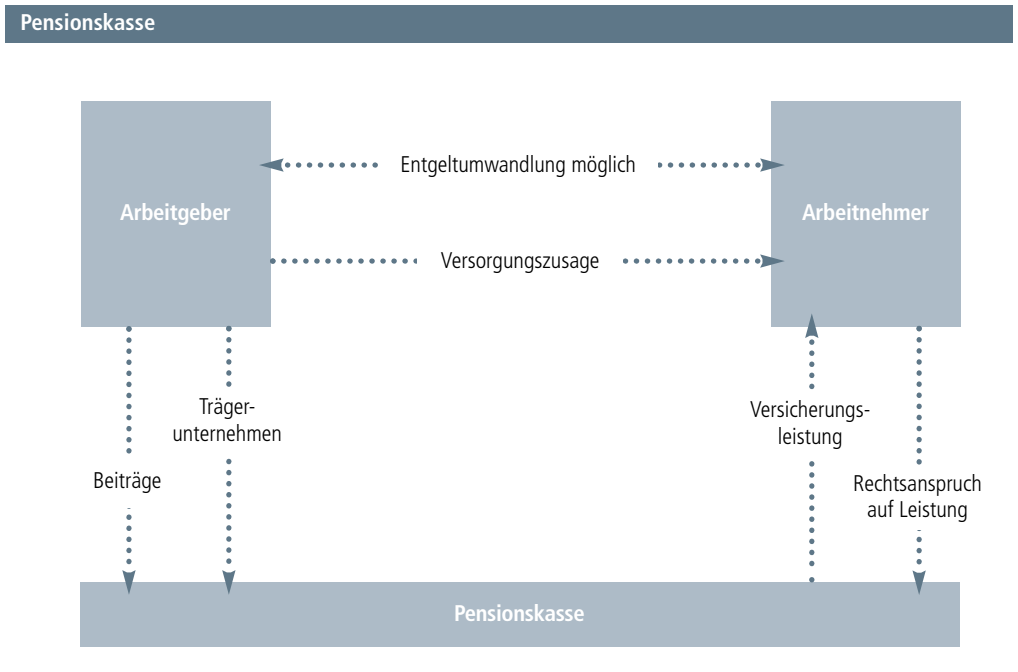 Pensionskasse
Entgeltumwandlung möglich
Arbeitgeber
Arbeitnehmer
Versorgungszusage
Träger-
unternehmen
Versicherungs-
leistung
Beiträge
Rechtsanspruch
auf Leistung
Pensionskasse